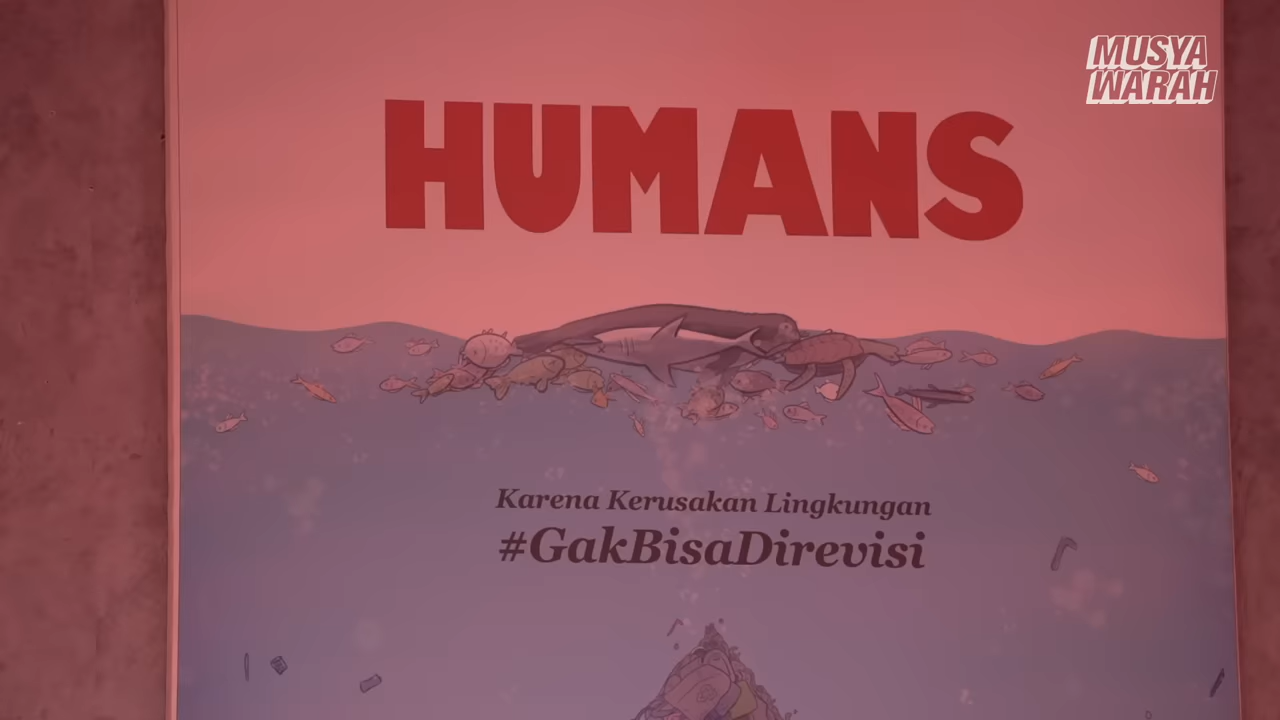 MUSYA
WARAH
HUMANS
Karena Kerusakan Lingkungan
#GakBisaDirevisi